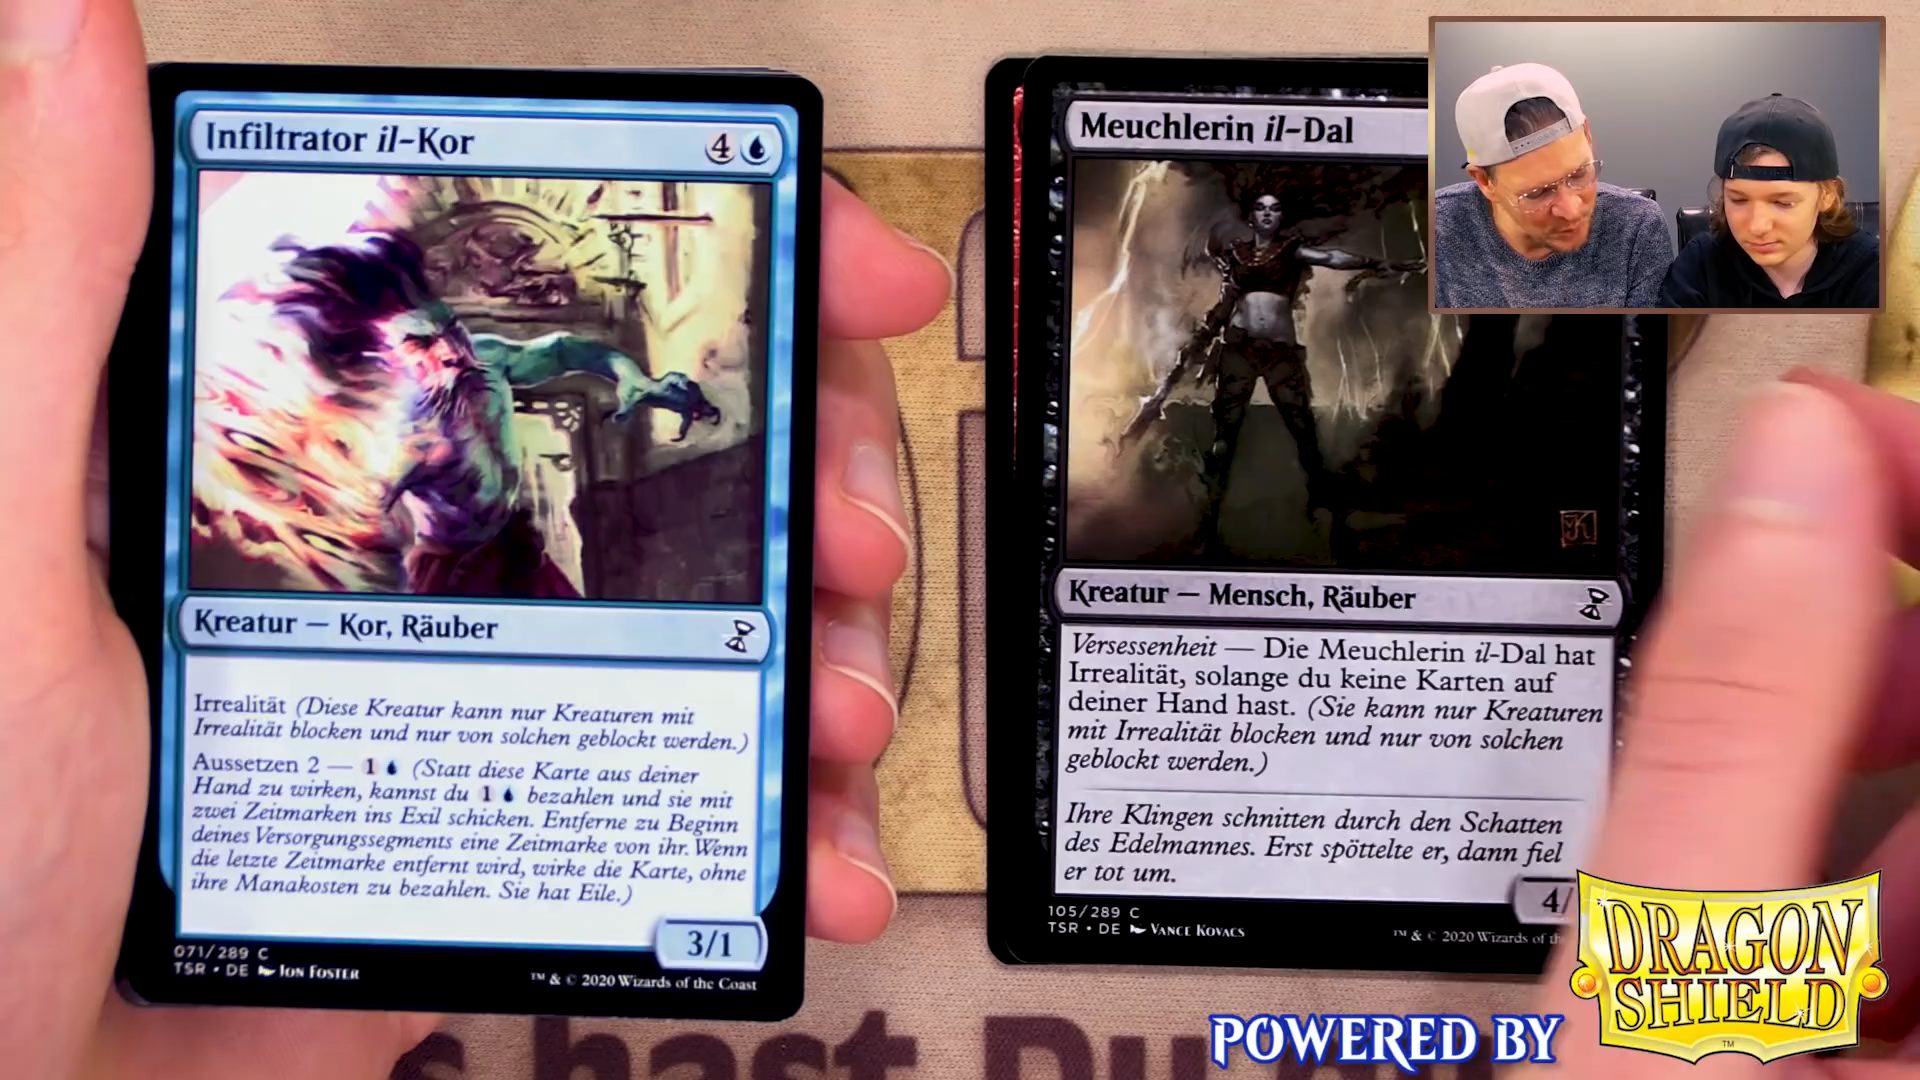 Infiltrator il-Kor
4
Kreatur — Kor, Räuber
Irrealität (Diese Kreatur kann nur Kreaturen mit
Irrealität blocken und nur von solchen geblockt werden.)
Aussetzen 2 — 1 (Statt diese Karte aus deiner
Hand zu wirken, kannst du 1 bezahlen und sie mit
zwei Zeitmarken ins Exil schicken. Entferne zu Beginn
deines Versorgungssegments eine Zeitmarke von ihr. Wenn
die letzte Zeitmarke entfernt wird, wirke die Karte, ohne
ihre Manakosten zu bezahlen. Sie hat Eile.)
3/1
071/289 C
TSR • DE Jon Foster
™ & © 2020 Wizards of the Coast
Meuchlerin il-Dal
Kreatur — Mensch, Räuber
Versessenheit — Die Meuchlerin il-Dal hat
Irrealität, solange du keine Karten auf
deiner Hand hast. (Sie kann nur Kreaturen
mit Irrealität blocken und nur von solchen
geblockt werden.)
Ihre Klingen schnitten durch den Schatten
des Edelmannes. Erst spöttelte er, dann fiel
er tot um.
4/
105/289 C
TSR • DE Vance Kovacs
™ & © 2020 Wizards of
hast Du
POWERED BY
DRAGON
SHIELD
™